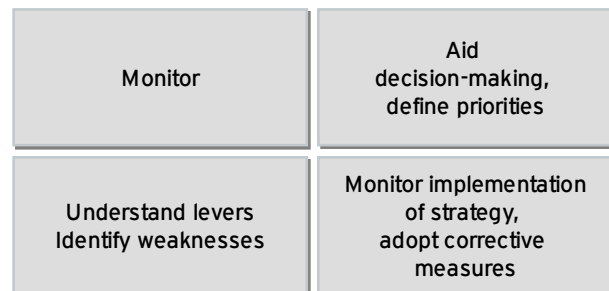 Monitor
Aid
decision-making,
define priorities
Understand levers
Identify weaknesses
Monitor implementation
of strategy,
adopt corrective
measures